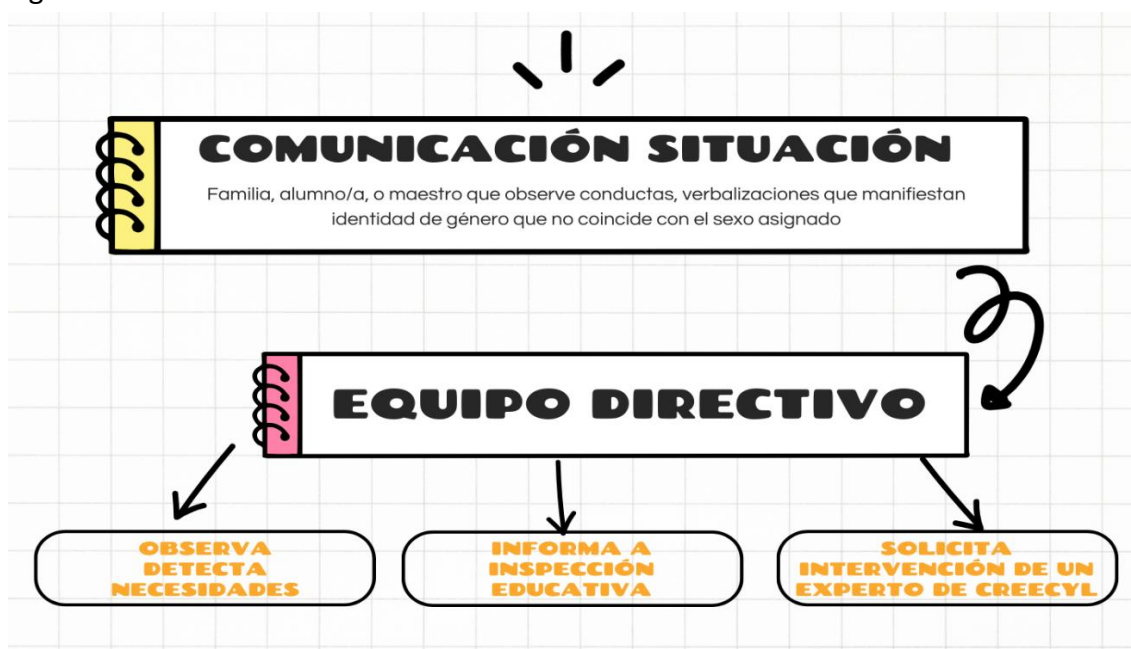 COMUNICACIÓN SITUACIÓN
Familia, alumno/a, o maestro que observe conductas, verbalizaciones que manifiestan
identidad de género que no coincide con el sexo asignado
EQUIPO DIRECTIVO
OBSERVA
DETECTA
NECESIDADES
INFORMA A
INSPECCIÓN
EDUCATIVA
SOLICITA
INTERVENCIÓN DE UN
EXPERTO DE CREECYL